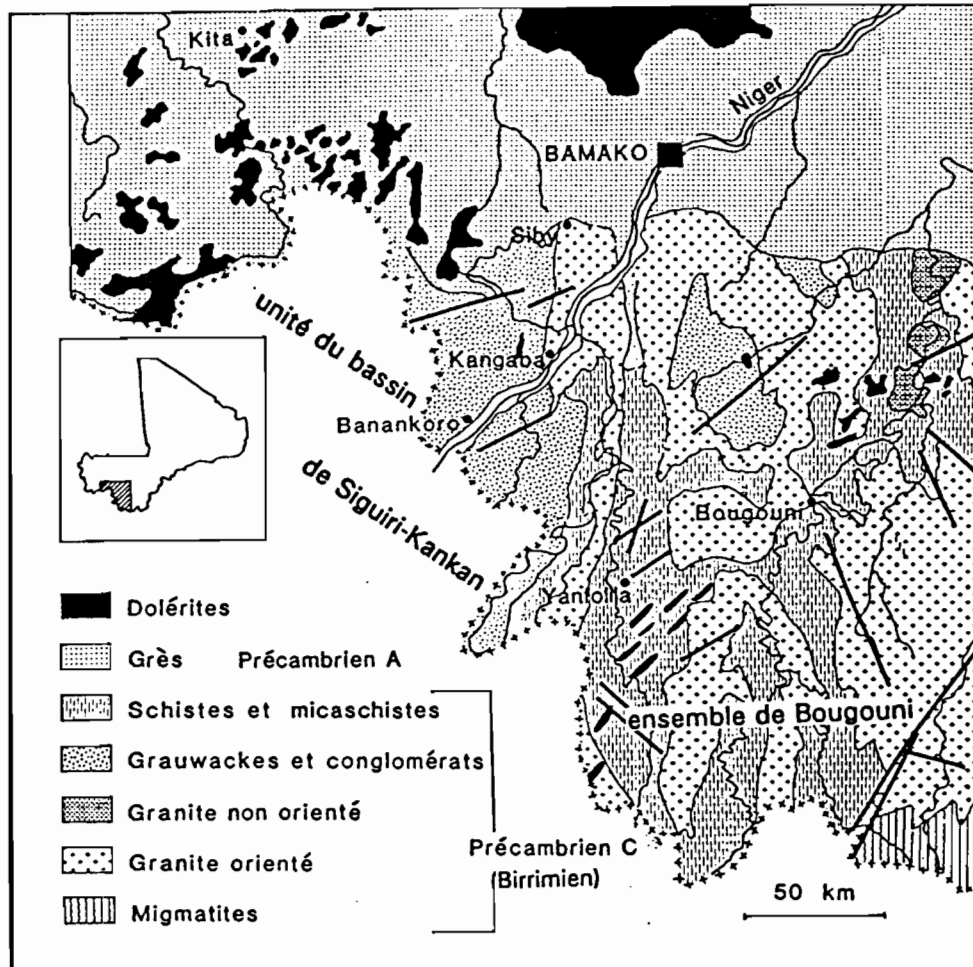 Kita
Niger
BAMAKO
Siby
unité du bassin
de Siguiri-Kankan
Kangaba
Banankoro
Bougouni
Yanfolila
ensemble de Bougouni
Dolérites
Grès Précambrien A
Schistes et micaschistes
Grauwackes et conglomérats
Granite non orienté
Granite orienté
Migmatites
Précambrien C
(Birrimien)
50 km